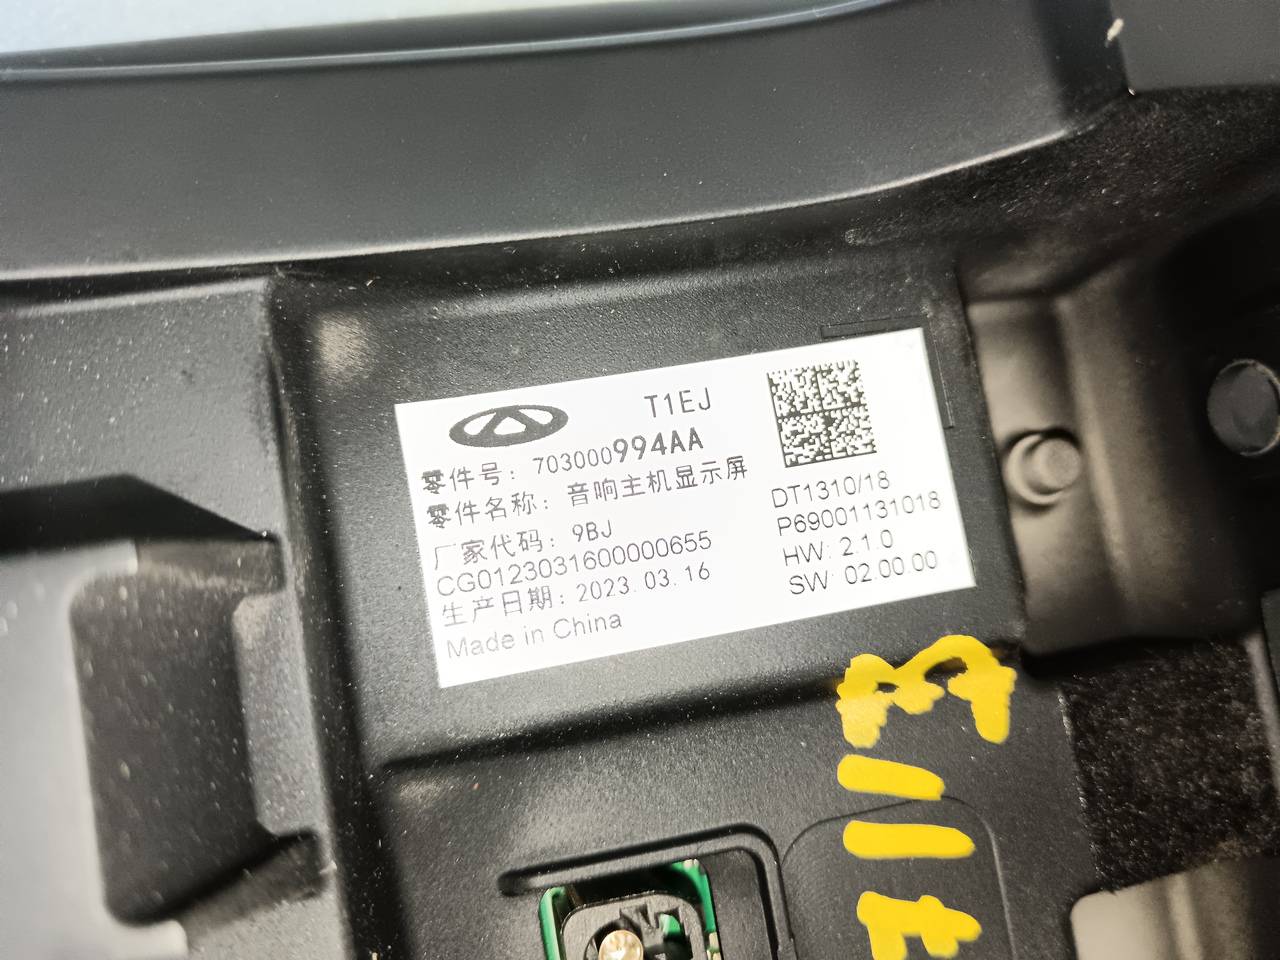 T1EJ
零件号: 703000994AA
零件名称: 音响主机显示屏
厂家代码: 9BJ
CG0123031600000655
生产日期: 2023.03.16
Made in China
DT1310/18
P69001131018
HW: 2.1.0
SW: 02.00.00